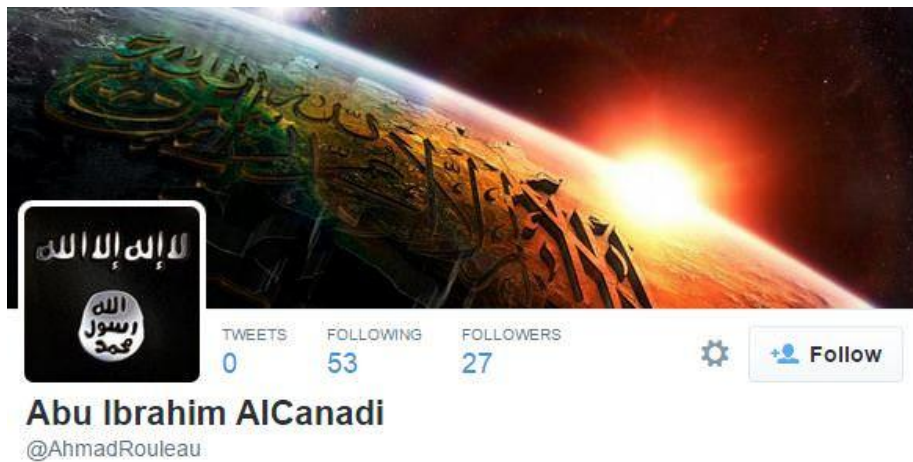 لا إله إلا الله
الله
رسول
محمد
TWEETS FOLLOWING FOLLOWERS
0 53 27
Follow
Abu Ibrahim AlCanadi
@AhmadRouleau